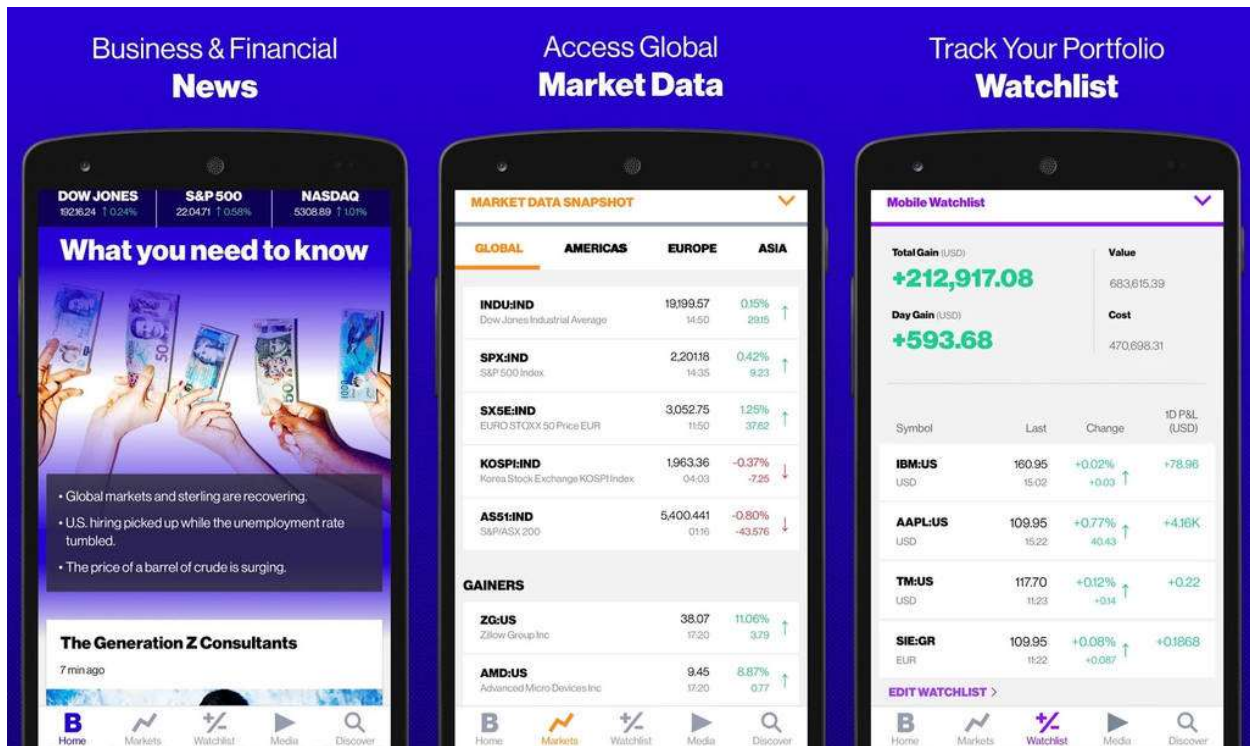 Business & Financial
News
DOW JONES
19216.24 ↑ 0.24%
S&P 500
22.04.71 ↑ 0.58%
NASDAQ
5308.89 ↑ 1.01%
What you need to know
50
50
1000
• Global markets and sterling are recovering.
• U.S. hiring picked up while the unemployment rate
tumbled.
• The price of a barrel of crude is surging.
The Generation Z Consultants
7 min ago
B
Home
Markets
Watchlist
Media
Discover
Access Global
Market Data
MARKET DATA SNAPSHOT
GLOBAL AMERICAS EUROPE ASIA
INDU:IND 19,199.57 0.15% ↑
Dow Jones Industrial Average 14:50 29.15
SPX:IND 2,201.18 0.42% ↑
S&P 500 Index 14:35 9.23
SX5E:IND 3,052.75 1.25% ↑
EURO STOXX 50 Price EUR 11:50 37.62
KOSPI:IND 1,963.36 -0.37% ↓
Korea Stock Exchange KOSPI Index 04:03 -7.25
AS51:IND 5,400.441 -0.80% ↓
S&P/ASX 200 01:16 -43.576
GAINERS
ZG:US 38.07 11.06% ↑
Zillow Group Inc 17:20 3.79
AMD:US 9.45 8.87% ↑
Advanced Micro Devices Inc 17:20 0.77
B
Home
Markets
Watchlist
Media
Discover
Track Your Portfolio
Watchlist
Mobile Watchlist
Total Gain (USD)
+212,917.08
Value
683,615.39
Day Gain (USD)
+593.68
Cost
470,698.31
Symbol Last Change 1D P&L
(USD)
IBM:US 160.95 +0.02% ↑ +78.96
USD 15:02 +0.03
AAPL:US 109.95 +0.77% ↑ +4.16K
USD 15:22 40.43
TM:US 117.70 +0.12% ↑ +0.22
USD 11:23 +0.14
SIE:GR 109.95 +0.08% ↑ +0.1868
EUR 11:22 +0.087
EDIT WATCHLIST >
B
Home
Markets
+/-
Watchlist
Media
Discover